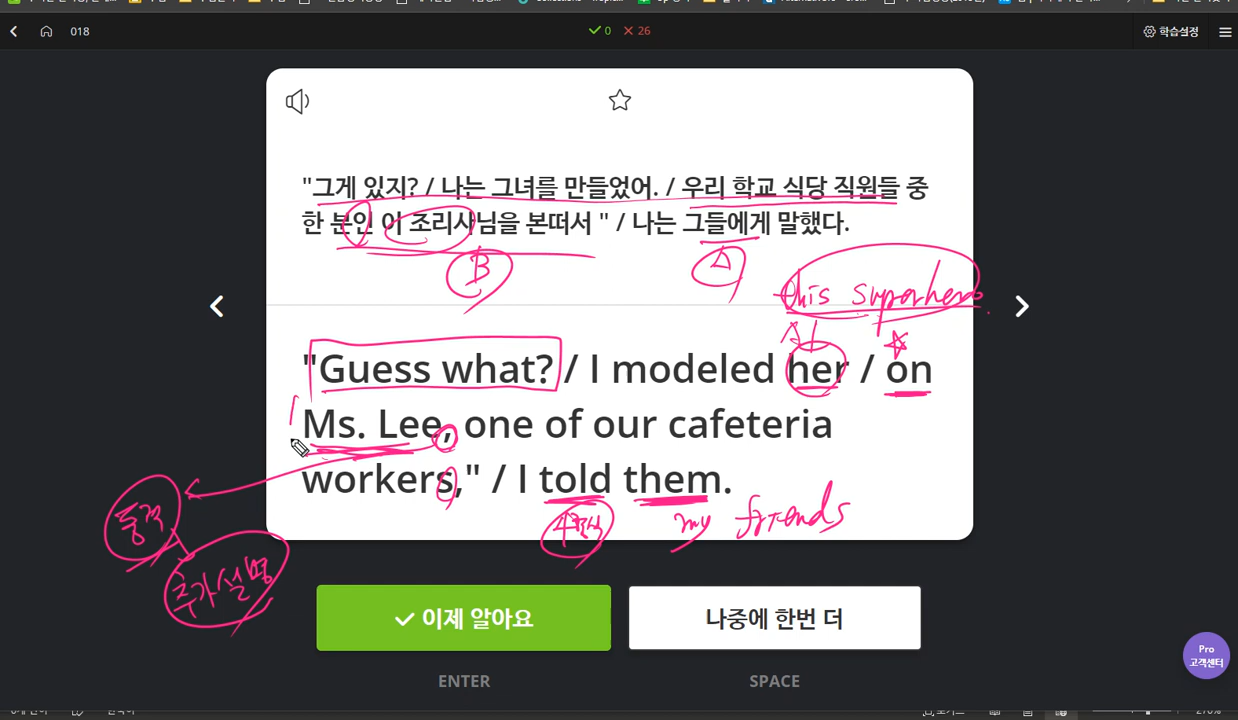 018
0
26
학습설정
"그게 있지? / 나는 그녀를 만들었어. / 우리 학교 식당 직원들 중
한 분인 이 조리사님을 본떠서 " / 나는 그들에게 말했다.
B
A
this superhero
"Guess what? / I modeled her / on
Ms. Lee, one of our cafeteria
workers," / I told them.
my friends
동격
추가설명
이제 알아요
나중에 한번 더
ENTER
SPACE
Pro
고객센터